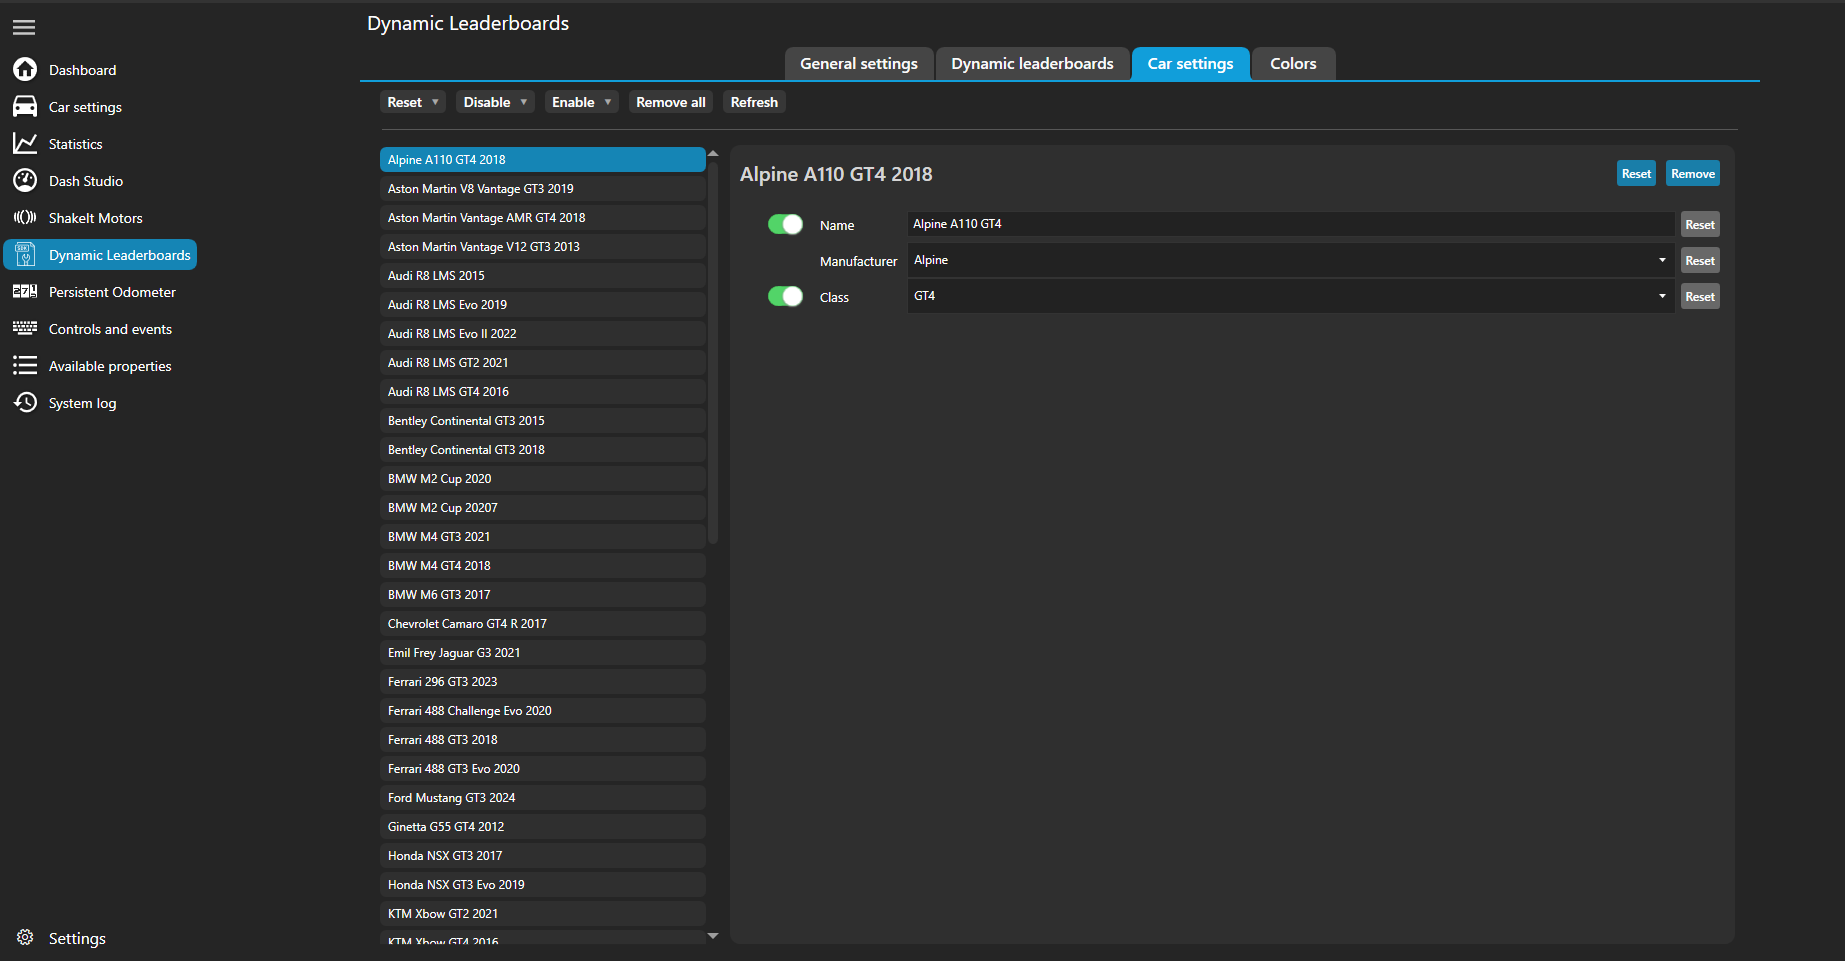 Dynamic Leaderboards
General settings
Dynamic leaderboards
Car settings
Colors
Dashboard
Car settings
Statistics
Dash Studio
ShakeIt Motors
Dynamic Leaderboards
Persistent Odometer
Controls and events
Available properties
System log
Settings
Reset
Disable
Enable
Remove all
Refresh
Alpine A110 GT4 2018
Aston Martin V8 Vantage GT3 2019
Aston Martin Vantage AMR GT4 2018
Aston Martin Vantage V12 GT3 2013
Audi R8 LMS 2015
Audi R8 LMS Evo 2019
Audi R8 LMS Evo II 2022
Audi R8 LMS GT2 2021
Audi R8 LMS GT4 2016
Bentley Continental GT3 2015
Bentley Continental GT3 2018
BMW M2 Cup 2020
BMW M2 Cup 20207
BMW M4 GT3 2021
BMW M4 GT4 2018
BMW M6 GT3 2017
Chevrolet Camaro GT4 R 2017
Emil Frey Jaguar G3 2021
Ferrari 296 GT3 2023
Ferrari 488 Challenge Evo 2020
Ferrari 488 GT3 2018
Ferrari 488 GT3 Evo 2020
Ford Mustang GT3 2024
Ginetta G55 GT4 2012
Honda NSX GT3 2017
Honda NSX GT3 Evo 2019
KTM Xbow GT2 2021
KTM Xbow GT4 2016
Alpine A110 GT4 2018
Reset
Remove
Name
Alpine A110 GT4
Reset
Manufacturer
Alpine
Reset
Class
GT4
Reset